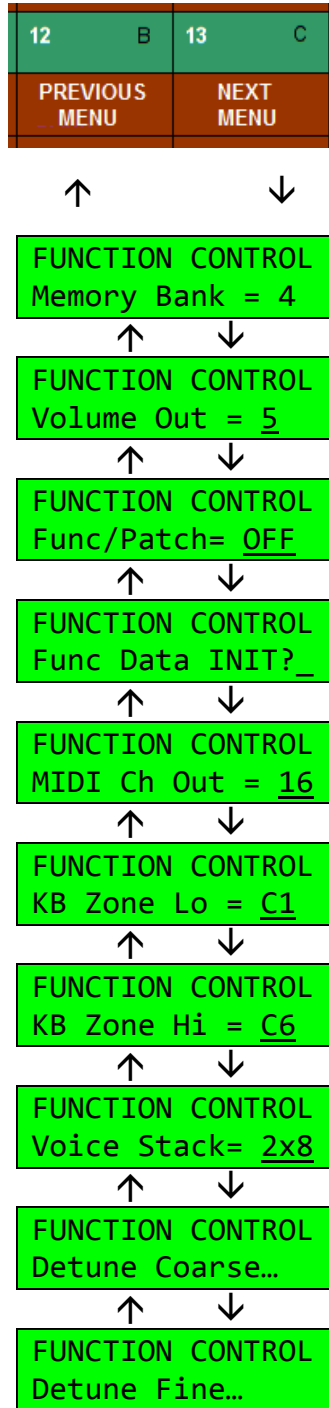 12 B 13 C
PREVIOUS NEXT
MENU MENU
↑ ↓
FUNCTION CONTROL
Memory Bank = 4
↑ ↓
FUNCTION CONTROL
Volume Out = 5
↑ ↓
FUNCTION CONTROL
Func/Patch= OFF
↑ ↓
FUNCTION CONTROL
Func Data INIT?_
↑ ↓
FUNCTION CONTROL
MIDI Ch Out = 16
↑ ↓
FUNCTION CONTROL
KB Zone Lo = C1
↑ ↓
FUNCTION CONTROL
KB Zone Hi = C6
↑ ↓
FUNCTION CONTROL
Voice Stack= 2x8
↑ ↓
FUNCTION CONTROL
Detune Coarse…
↑ ↓
FUNCTION CONTROL
Detune Fine…